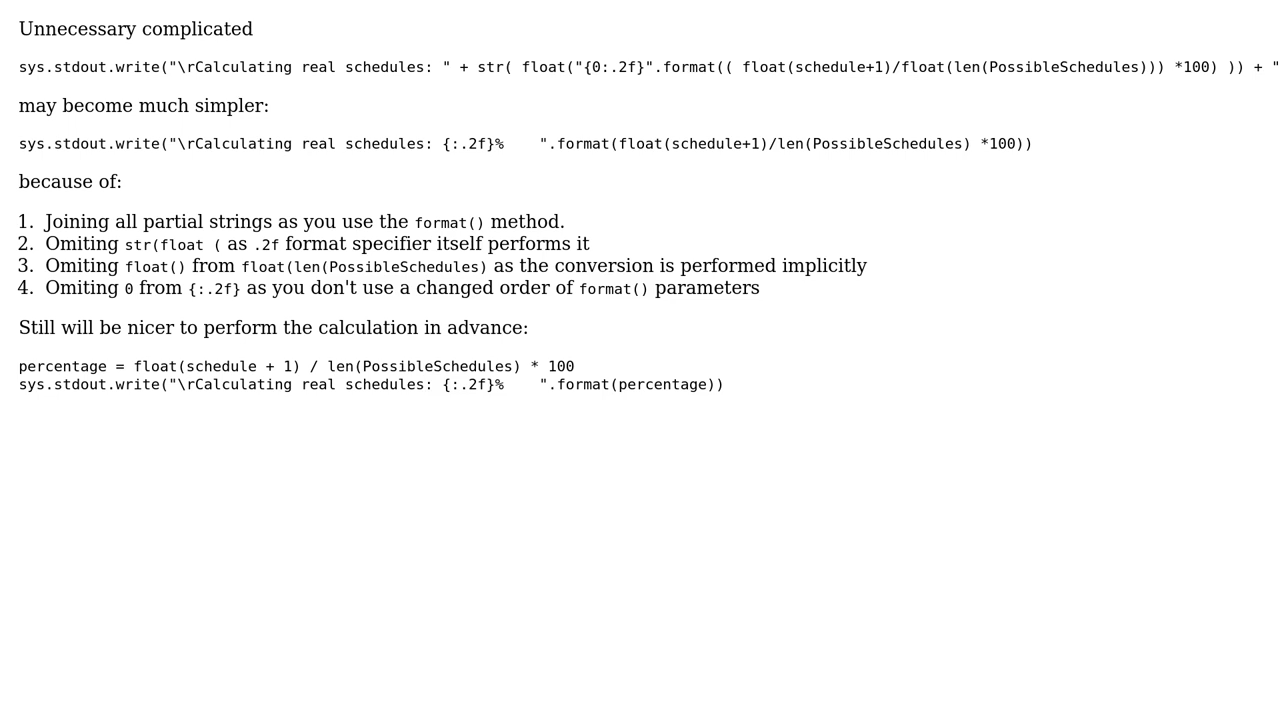 Unnecessary complicated
sys.stdout.write("\rCalculating real schedules: " + str( float("{0:.2f}".format(( float(schedule+1)/float(len(PossibleSchedules))) *100) )) + "
may become much simpler:
sys.stdout.write("\rCalculating real schedules: {:.2f}%    ".format(float(schedule+1)/len(PossibleSchedules) *100))
because of:
1. Joining all partial strings as you use the format() method.
2. Omiting str(float ( as .2f format specifier itself performs it
3. Omiting float() from float(len(PossibleSchedules) as the conversion is performed implicitly
4. Omiting 0 from {:.2f} as you don't use a changed order of format() parameters
Still will be nicer to perform the calculation in advance:
percentage = float(schedule + 1) / len(PossibleSchedules) * 100
sys.stdout.write("\rCalculating real schedules: {:.2f}%    ".format(percentage))